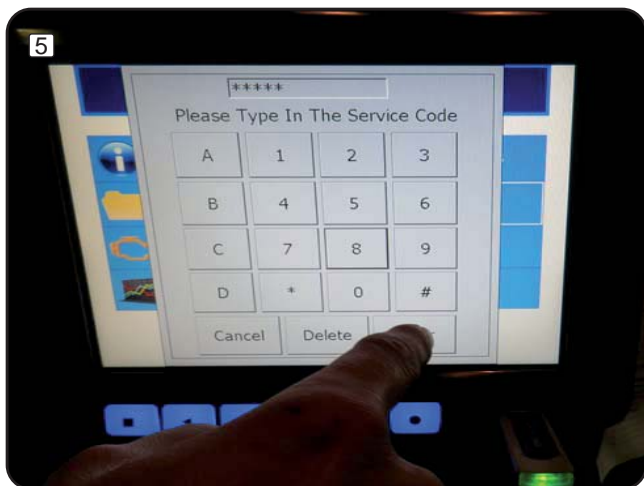 5
*****
Please Type In The Service Code
A 1 2 3
B 4 5 6
C 7 8 9
D * 0 #
Cancel Delete